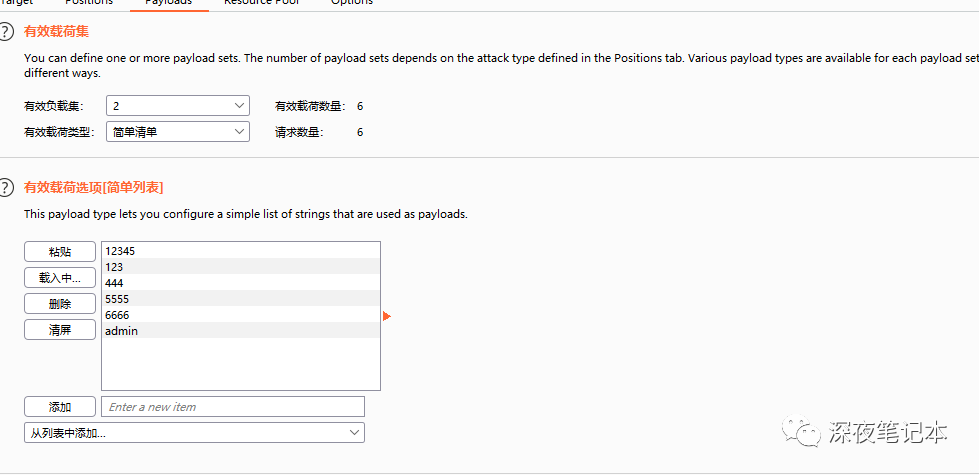 Target Positions Payloads Resource Pool Options
? 有效载荷集
You can define one or more payload sets. The number of payload sets depends on the attack type defined in the Positions tab. Various payload types are available for each payload set
different ways.
有效负载集: 2 有效载荷数量: 6
有效载荷类型: 简单清单 请求数量: 6
? 有效载荷选项[简单列表]
This payload type lets you configure a simple list of strings that are used as payloads.
粘贴 12345
123
载入中... 444
删除 5555
6666
清屏 admin
添加 Enter a new item
从列表中添加...
深夜笔记本